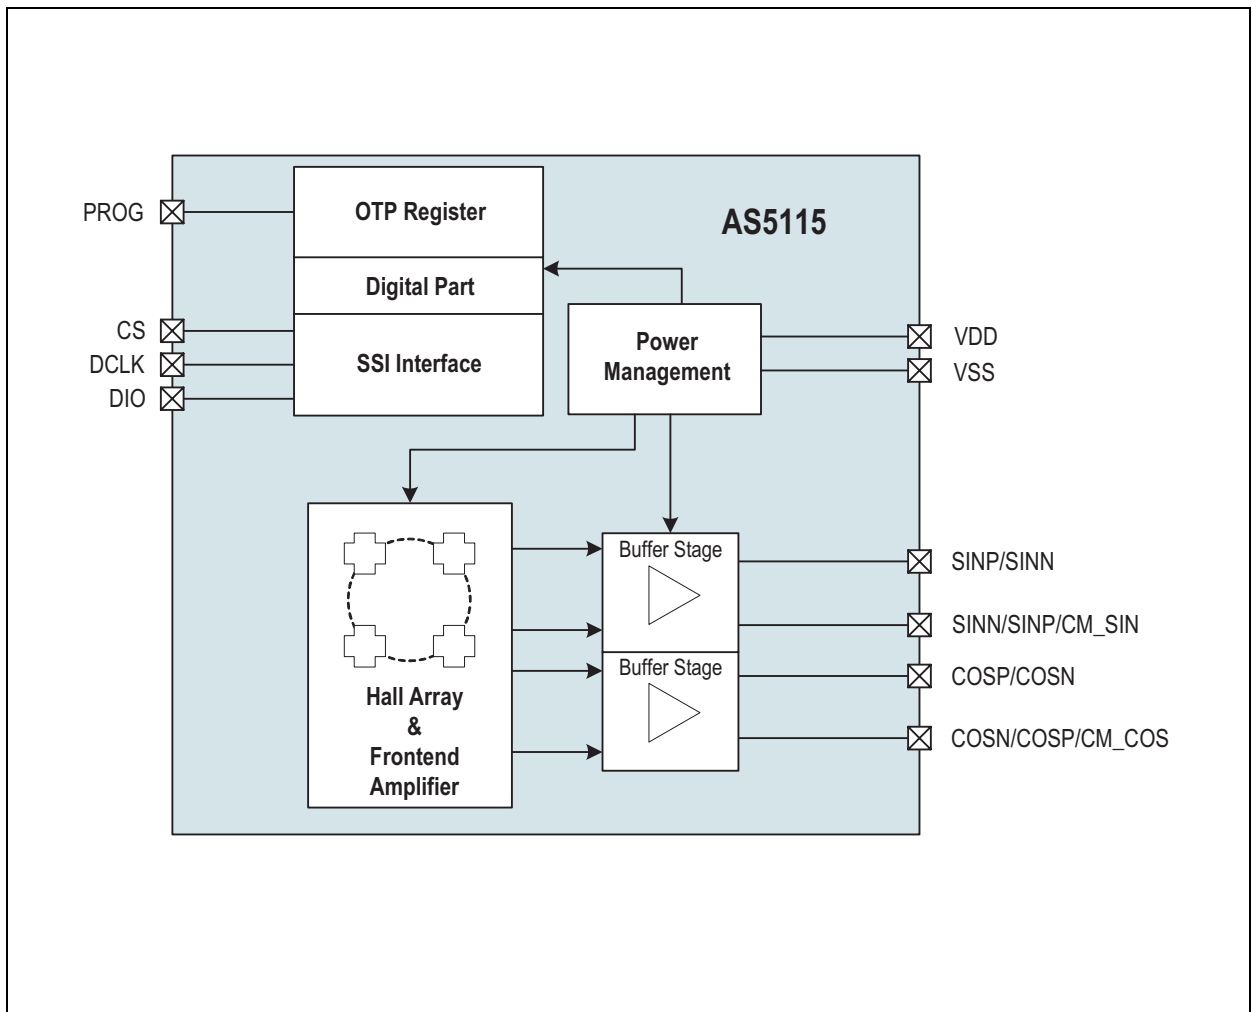 AS5115
PROG
OTP Register
Digital Part
CS
DCLK
DIO
SSI Interface
Power
Management
VDD
VSS
Hall Array
&
Frontend
Amplifier
Buffer Stage
Buffer Stage
SINP/SINN
SINN/SINP/CM_SIN
COSP/COSN
COSN/COSP/CM_COS